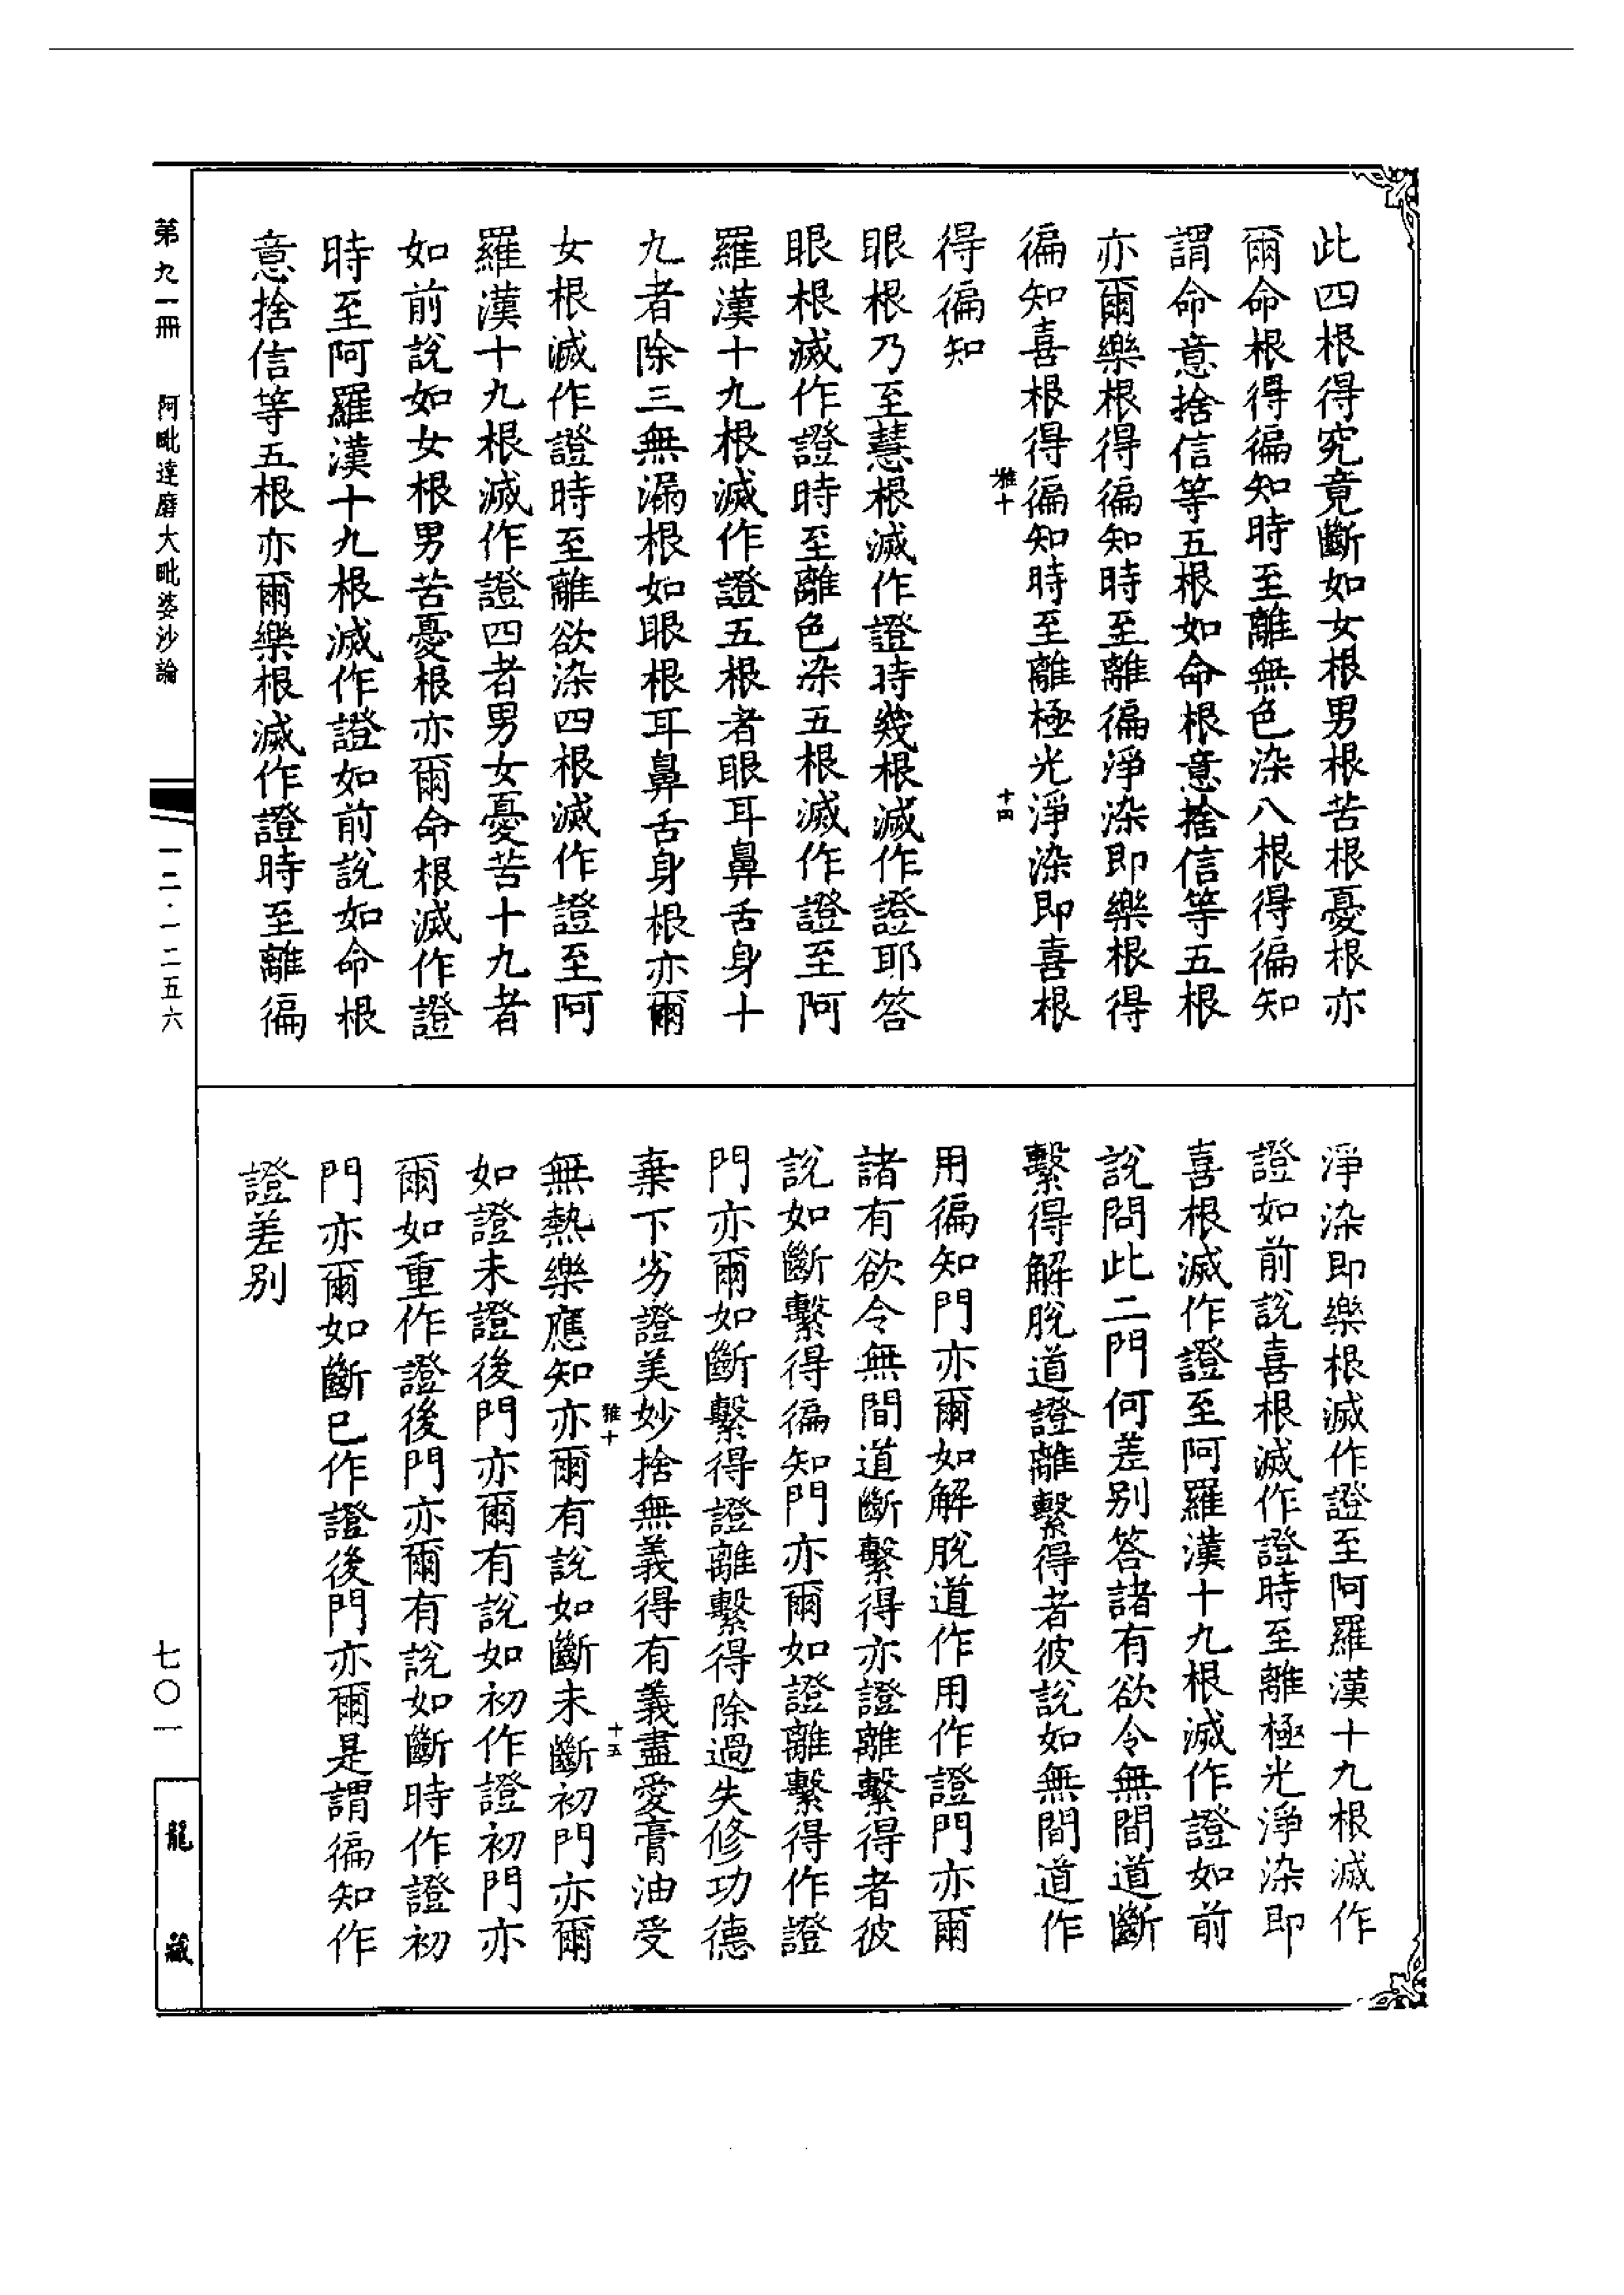 此四根得究竟斷如女根男根苦根憂根亦
爾命根得徧知時至離無色染八根得徧知
謂命意捨信等五根如命根意捨信等五根
亦爾樂根得徧知時至離徧淨染即樂根得
徧知喜根得徧知時至離極光淨染即喜根
雅十
十四
得徧知
眼根乃至慧根滅作證時幾根滅作證耶答
眼根滅作證時至離色染五根滅作證至阿
羅漢十九根滅作證五根者眼耳鼻舌身十
九者除三無漏根如眼根耳鼻舌身根亦爾
女根滅作證時至離欲染四根滅作證至阿
羅漢十九根滅作證四者男女憂苦十九者
如前說如女根男苦憂根亦爾命根滅作證
時至阿羅漢十九根滅作證如前說如命根
意捨信等五根亦爾樂根滅作證時至離徧
淨染即樂根滅作證至阿羅漢十九根滅作
證如前說喜根滅作證時至離極光淨染即
喜根滅作證至阿羅漢十九根滅作證如前
說問此二門何差別答諸有欲令無間道斷
繫得解脫道證離繫得者彼說如無間道作
用徧知門亦爾如解脫道作用作證門亦爾
諸有欲令無間道斷繫得亦證離繫得者彼
說如斷繫得徧知門亦爾如證離繫得作證
門亦爾如斷繫得證離繫得除過失修功德
棄下劣證美妙捨無義得有義盡愛膏油受
雅十
十五
無熱樂應知亦爾有說如斷未斷初門亦爾
如證未證後門亦爾有說如初作證初門亦
爾如重作證後門亦爾有說如斷時作證初
門亦爾如斷已作證後門亦爾是謂徧知作
證差別
第九一冊
阿毗達磨大毗婆沙論
一二·一二五六
七〇一
龍藏